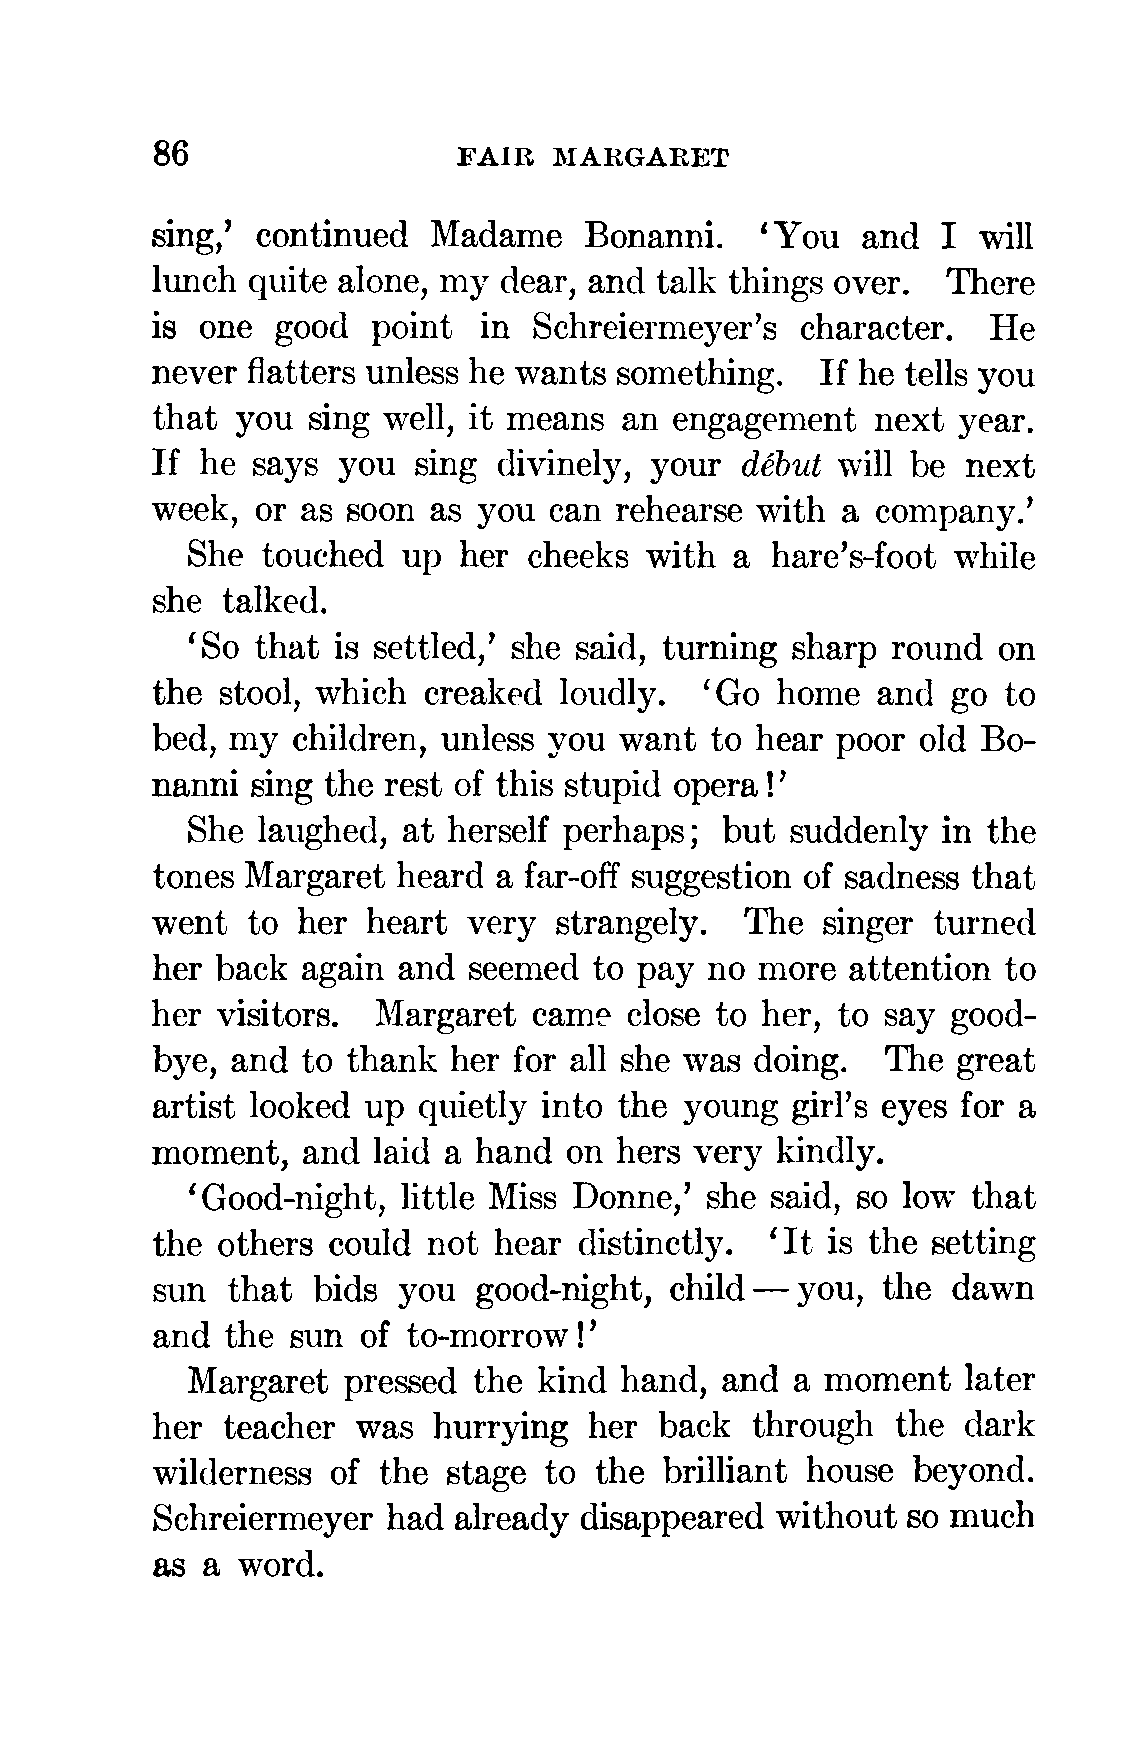 86 FAIR MARGARET
sing,’ continued Madame Bonanni. ‘You and I will
lunch quite alone, my dear, and talk things over. There
is one good point in Schreiermeyer’s character. He
never flatters unless he wants something. If he tells you
that you sing well, it means an engagement next year.
If he says you sing divinely, your début will be next
week, or as soon as you can rehearse with a company.’
She touched up her cheeks with a hare’s-foot while
she talked.
‘So that is settled,’ she said, turning sharp round on
the stool, which creaked loudly. ‘Go home and go to
bed, my children, unless you want to hear poor old Bo-
nanni sing the rest of this stupid opera!’
She laughed, at herself perhaps; but suddenly in the
tones Margaret heard a far-off suggestion of sadness that
went to her heart very strangely. The singer turned
her back again and seemed to pay no more attention to
her visitors. Margaret came close to her, to say good-
bye, and to thank her for all she was doing. The great
artist looked up quietly into the young girl’s eyes for a
moment, and laid a hand on hers very kindly.
‘Good-night, little Miss Donne,’ she said, so low that
the others could not hear distinctly. ‘It is the setting
sun that bids you good-night, child — you, the dawn
and the sun of to-morrow!’
Margaret pressed the kind hand, and a moment later
her teacher was hurrying her back through the dark
wilderness of the stage to the brilliant house beyond.
Schreiermeyer had already disappeared without so much
as a word.